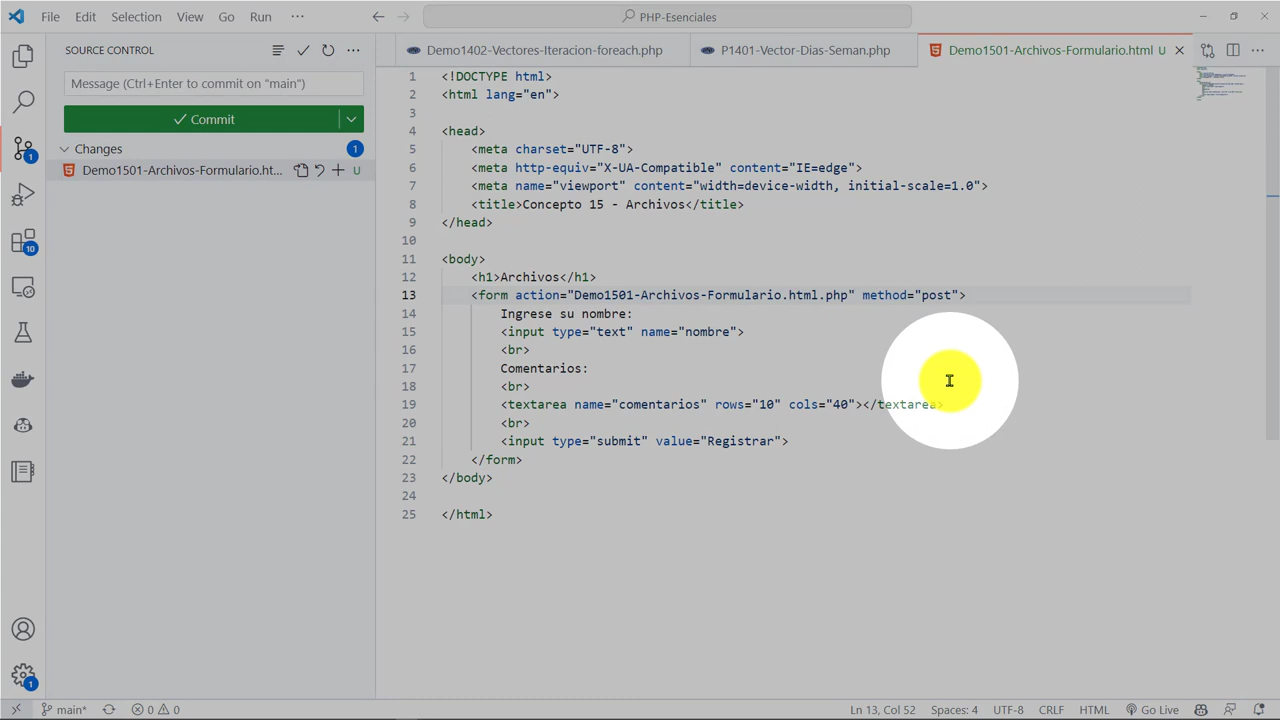 File Edit Selection View Go Run ··· PHP-Esenciales
SOURCE CONTROL
Demo1402-Vectores-Iteracion-foreach.php P1401-Vector-Dias-Seman.php Demo1501-Archivos-Formulario.html U
Message (Ctrl+Enter to commit on "main")
Commit
Changes 1
Demo1501-Archivos-Formulario.ht... U
1
10
1
1 <!DOCTYPE html>
2 <html lang="en">
3
4 <head>
5 <meta charset="UTF-8">
6 <meta http-equiv="X-UA-Compatible" content="IE=edge">
7 <meta name="viewport" content="width=device-width, initial-scale=1.0">
8 <title>Concepto 15 - Archivos</title>
9 </head>
10
11 <body>
12 <h1>Archivos</h1>
13 <form action="Demo1501-Archivos-Formulario.html.php" method="post">
14 Ingrese su nombre:
15 <input type="text" name="nombre">
16 <br>
17 Comentarios:
18 <br>
19 <textarea name="comentarios" rows="10" cols="40"></textarea>
20 <br>
21 <input type="submit" value="Registrar">
22 </form>
23 </body>
24
25 </html>
main* 0 0 Ln 13, Col 52 Spaces: 4 UTF-8 CRLF HTML Go Live